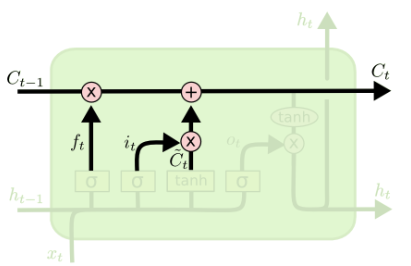 h_t
C_{t-1}
x
+
C_t
tanh
f_t
i_t
x
o_t
x
C̃_t
σ
σ
tanh
σ
h_{t-1}
h_t
x_t